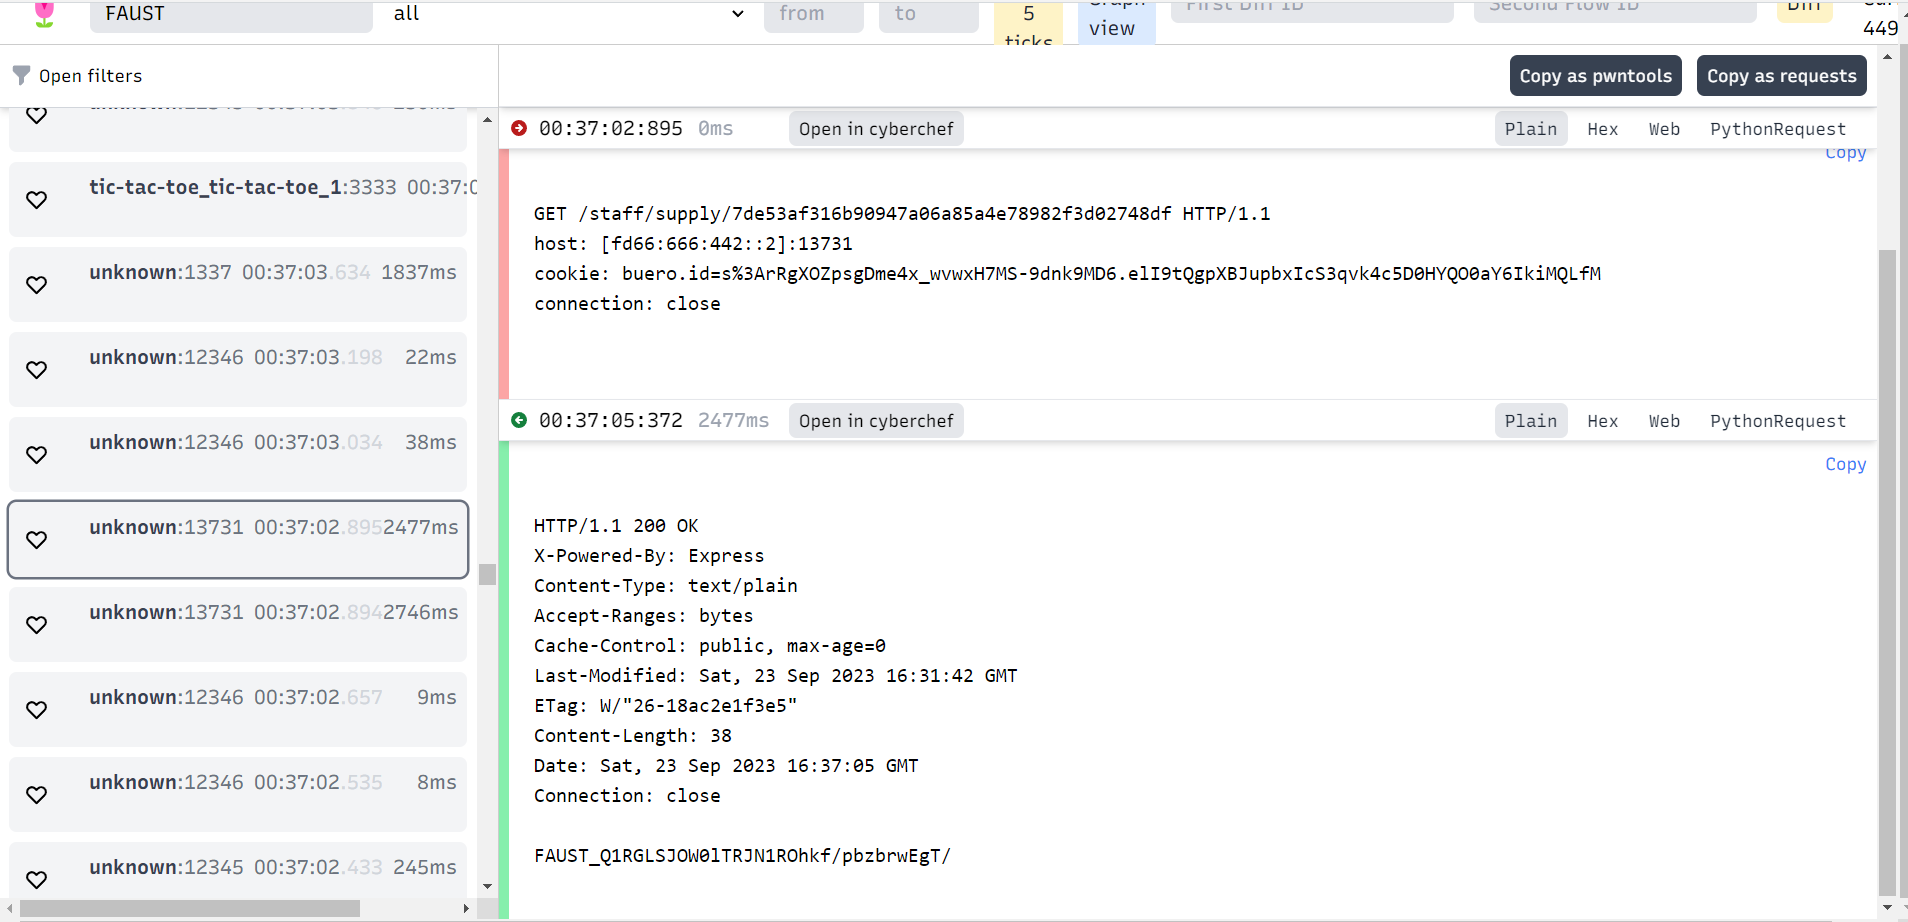 FAUST all from to 5 ticks Graph view First Diff ID Second Flow ID Diff 449
Open filters
Copy as pwntools Copy as requests
tic-tac-toe_tic-tac-toe_1:3333 00:37:0
unknown:1337 00:37:03.634 1837ms
unknown:12346 00:37:03.198 22ms
unknown:12346 00:37:03.034 38ms
unknown:13731 00:37:02.895 2477ms
unknown:13731 00:37:02.894 2746ms
unknown:12346 00:37:02.657 9ms
unknown:12346 00:37:02.535 8ms
unknown:12345 00:37:02.433 245ms
00:37:02:895 0ms Open in cyberchef Plain Hex Web PythonRequest
Copy
GET /staff/supply/7de53af316b90947a06a85a4e78982f3d02748df HTTP/1.1
host: [fd66:666:442::2]:13731
cookie: buero.id=s%3ArRgXOZpsgDme4x_wvwxH7MS-9dnk9MD6.elI9tQgpXBJupbxIcS3qvk4c5D0HYQO0aY6IkiMQLfM
connection: close
00:37:05:372 2477ms Open in cyberchef Plain Hex Web PythonRequest
Copy
HTTP/1.1 200 OK
X-Powered-By: Express
Content-Type: text/plain
Accept-Ranges: bytes
Cache-Control: public, max-age=0
Last-Modified: Sat, 23 Sep 2023 16:31:42 GMT
ETag: W/"26-18ac2e1f3e5"
Content-Length: 38
Date: Sat, 23 Sep 2023 16:37:05 GMT
Connection: close
FAUST_Q1RGLSJOW0lTRJN1ROhkf/pbzbrwEgT/